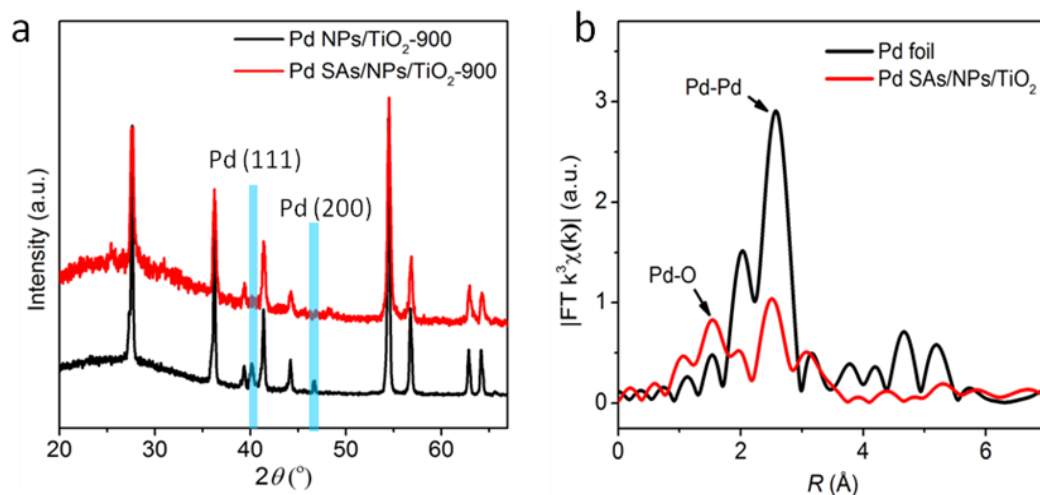 a
Pd NPs/TiO₂-900
Pd SAs/NPs/TiO₂-900
Pd (111)
Pd (200)
Intensity (a.u.)
20 30 40 50 60
2θ (°)
b
Pd foil
Pd SAs/NPs/TiO₂
Pd-Pd
Pd-O
|FT k³χ(k)| (a.u.)
3
2
1
0
0 2 4 6
R (Å)